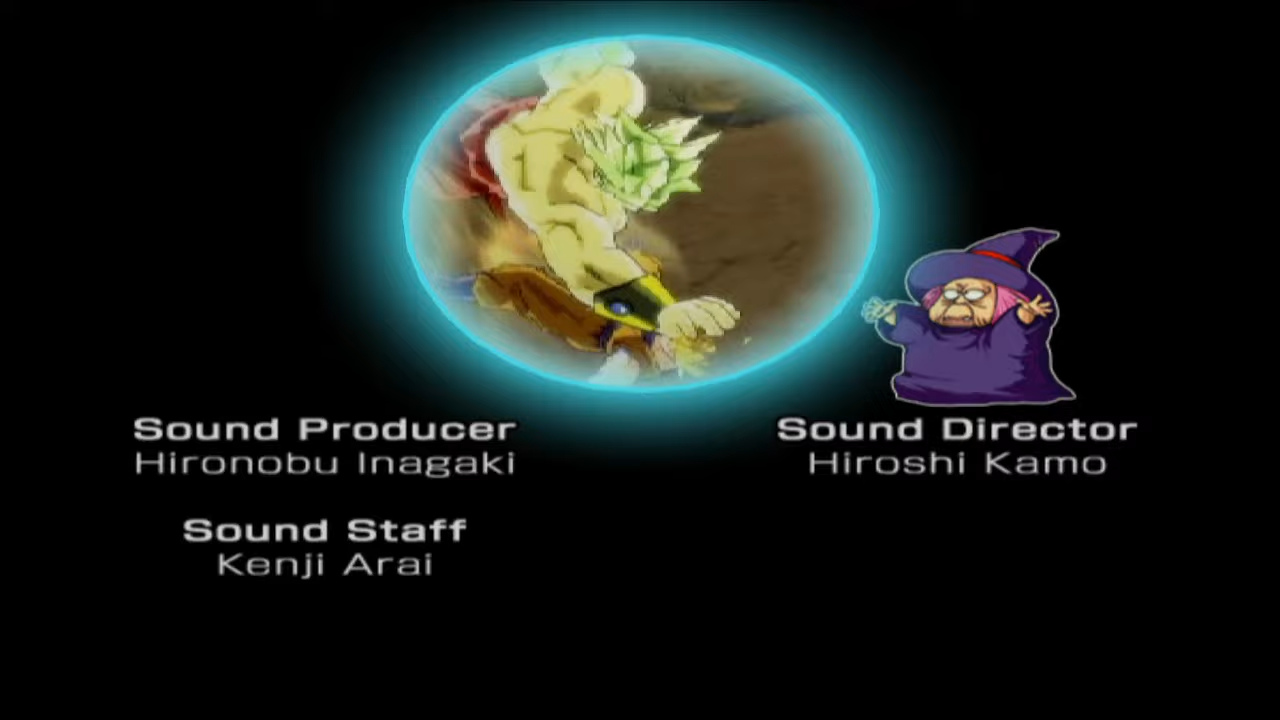 Sound Producer
Hironobu Inagaki
Sound Director
Hiroshi Kamo
Sound Staff
Kenji Arai